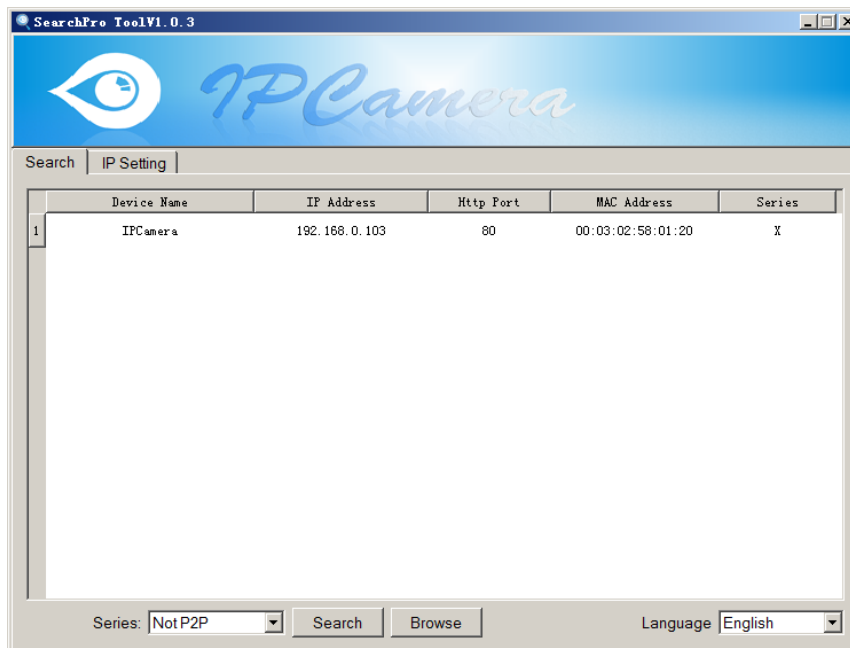 SearchPro ToolV1.0.3
IPCamera
Search IP Setting
Device Name IP Address Http Port MAC Address Series
1 IPCamera 192.168.0.103 80 00:03:02:58:01:20 X
Series: Not P2P Search Browse Language English